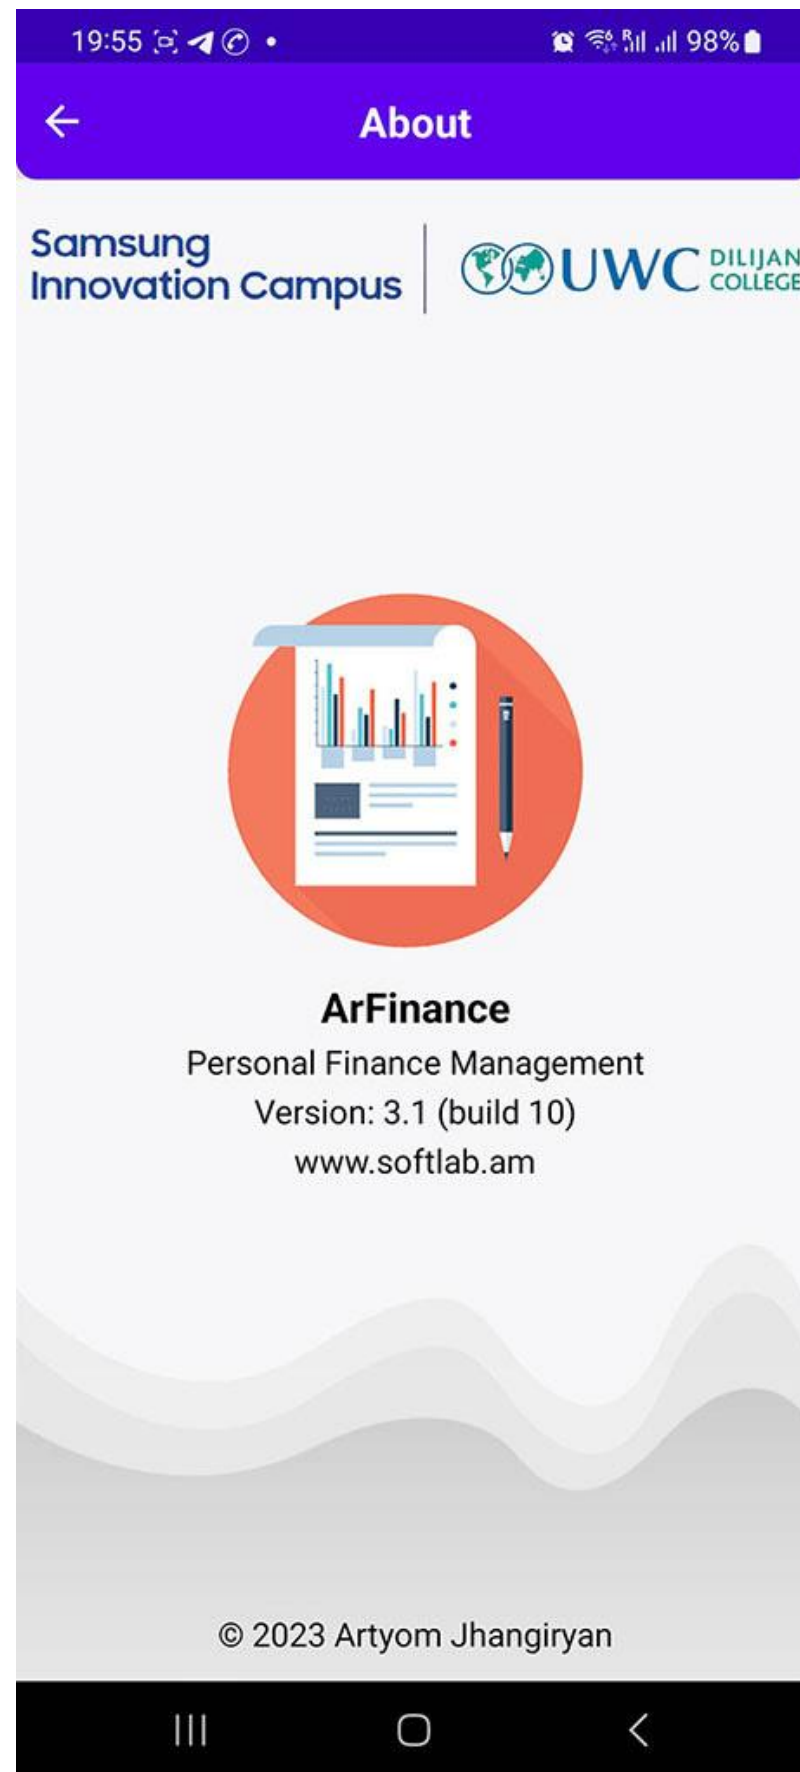 19:55
98%
About
Samsung
Innovation Campus
UWC DILIJAN
COLLEGE
ArFinance
Personal Finance Management
Version: 3.1 (build 10)
www.softlab.am
© 2023 Artyom Jhangiryan